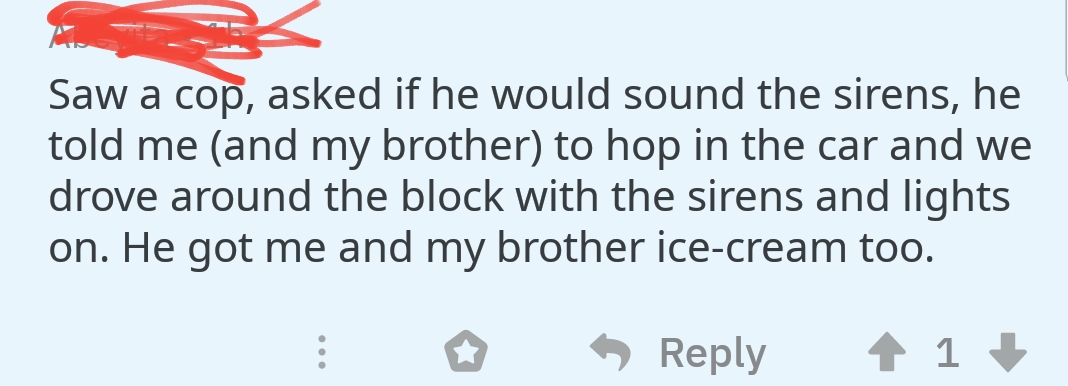 Saw a cop, asked if he would sound the sirens, he
told me (and my brother) to hop in the car and we
drove around the block with the sirens and lights
on. He got me and my brother ice-cream too.
Reply 1